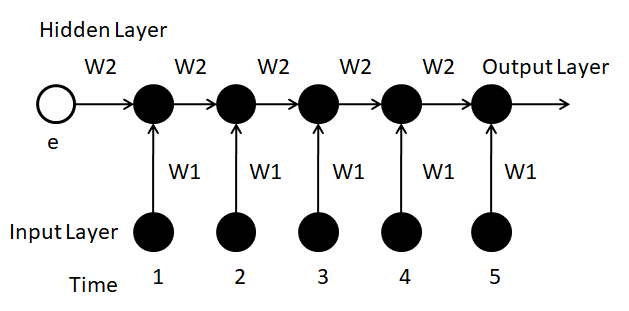 Hidden Layer
W2 W2 W2 W2 W2 Output Layer
e
W1 W1 W1 W1 W1
Input Layer
Time 1 2 3 4 5